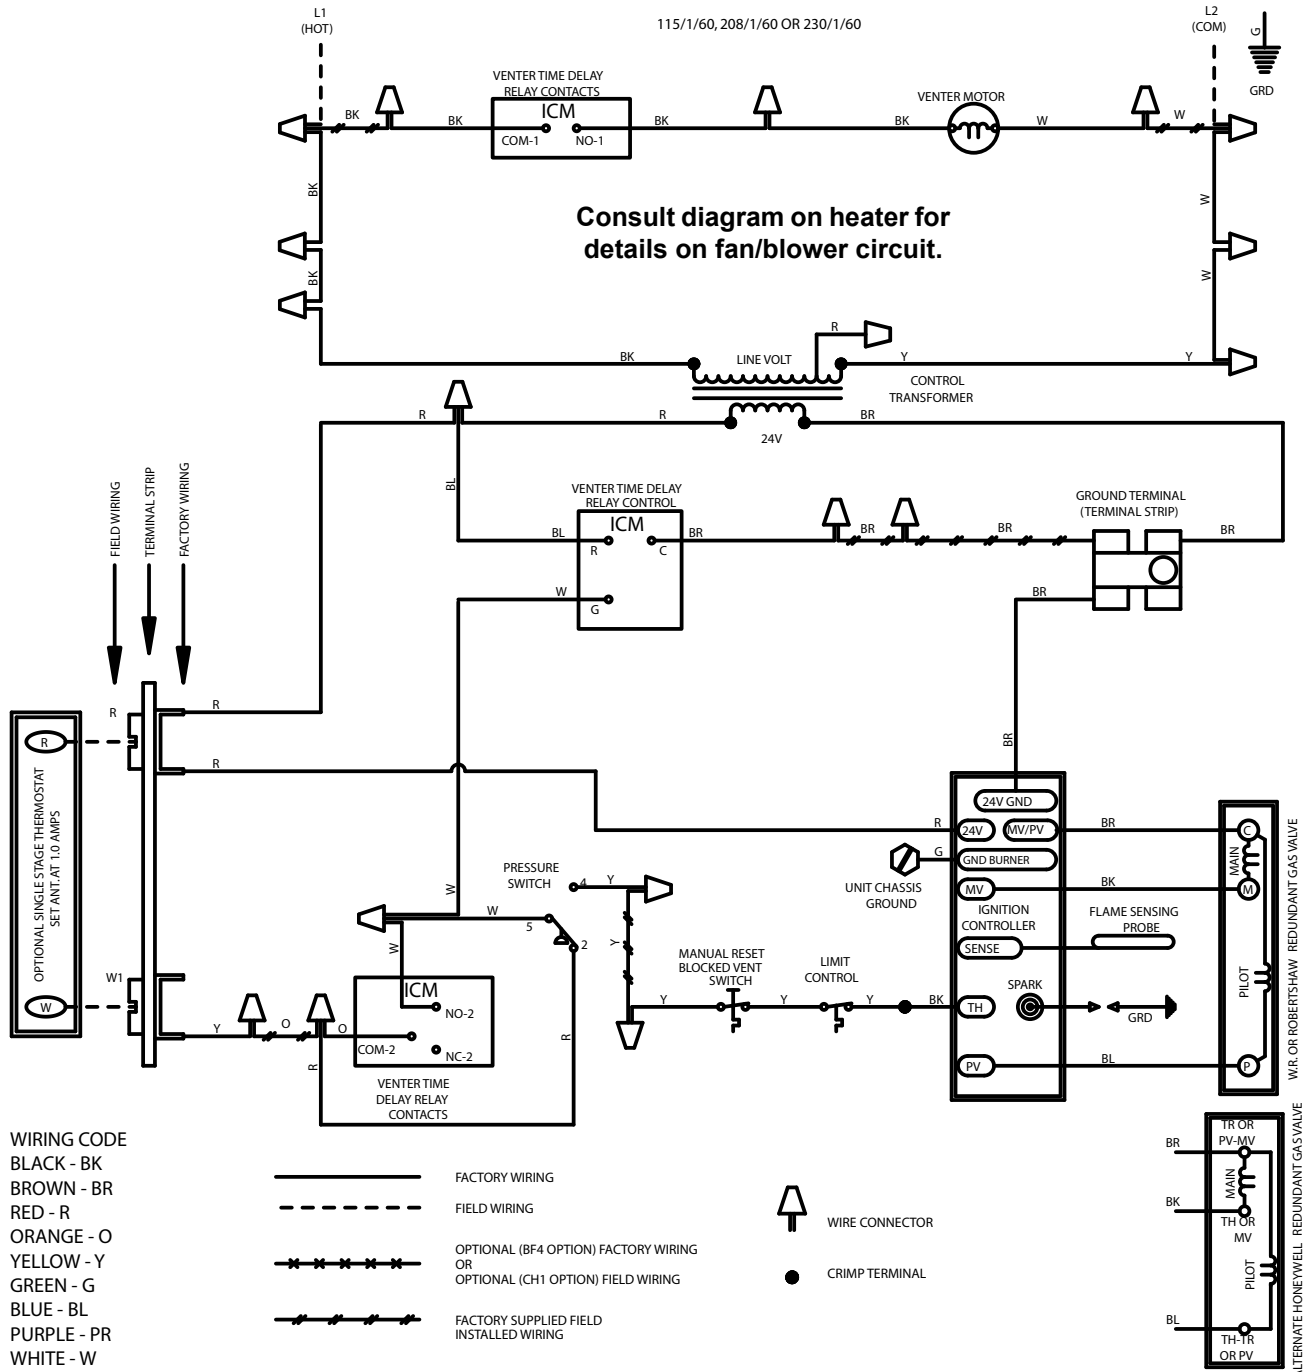 L1
(HOT)
115/1/60, 208/1/60 OR 230/1/60
L2
(COM)
G
GRD
VENTER TIME DELAY
RELAY CONTACTS
ICM
COM-1
NO-1
VENTER MOTOR
BK
BK
BK
BK
W
W
BK
W
Consult diagram on heater for
details on fan/blower circuit.
BK
W
R
BK
LINE VOLT
Y
Y
CONTROL
TRANSFORMER
R
R
BR
24V
BL
FIELD WIRING
TERMINAL STRIP
FACTORY WIRING
VENTER TIME DELAY
RELAY CONTROL
ICM
BL
R
C
BR
BR
BR
GROUND TERMINAL
(TERMINAL STRIP)
BR
W
G
BR
R
R
R
R
BR
OPTIONAL SINGLE STAGE THERMOSTAT
SET ANT. AT 1.0 AMPS
24V GND
R
24V
MV/PV
BR
C
G
GND BURNER
UNIT CHASSIS
GROUND
MAIN
MV
BK
M
IGNITION
CONTROLLER
FLAME SENSING
PROBE
SENSE
W.R. OR ROBERTSHAW REDUNDANT GAS VALVE
PRESSURE
SWITCH
4
Y
W
W
5
2
Y
W
W1
W
MANUAL RESET
BLOCKED VENT
SWITCH
LIMIT
CONTROL
SPARK
PILOT
ICM
NO-2
Y
O
O
COM-2
NC-2
R
R
Y
Y
Y
BK
TH
GRD
PV
BL
P
VENTER TIME
DELAY RELAY
CONTACTS
WIRING CODE
BLACK - BK
BROWN - BR
RED - R
ORANGE - O
YELLOW - Y
GREEN - G
BLUE - BL
PURPLE - PR
WHITE - W
FACTORY WIRING
FIELD WIRING
OPTIONAL (BF4 OPTION) FACTORY WIRING
OR
OPTIONAL (CH1 OPTION) FIELD WIRING
FACTORY SUPPLIED FIELD
INSTALLED WIRING
WIRE CONNECTOR
CRIMP TERMINAL
TR OR
PV-MV
BR
MAIN
BK
TH OR
MV
PILOT
BL
TH-TR
OR PV
LTERNATE HONEYWELL REDUNDANT GAS VALVE